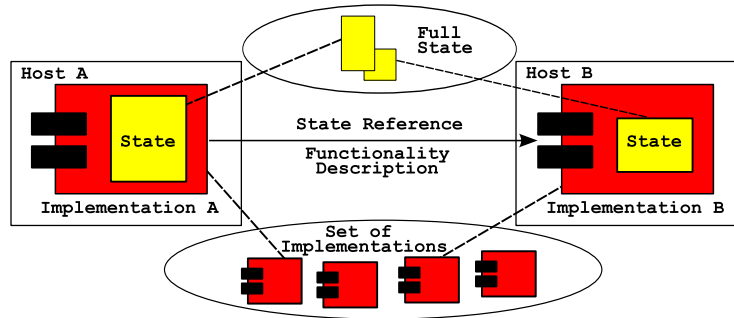 Full
State
Host A
Host B
State
State Reference
State
Functionality
Description
Implementation A
Implementation B
Set of
Implementations